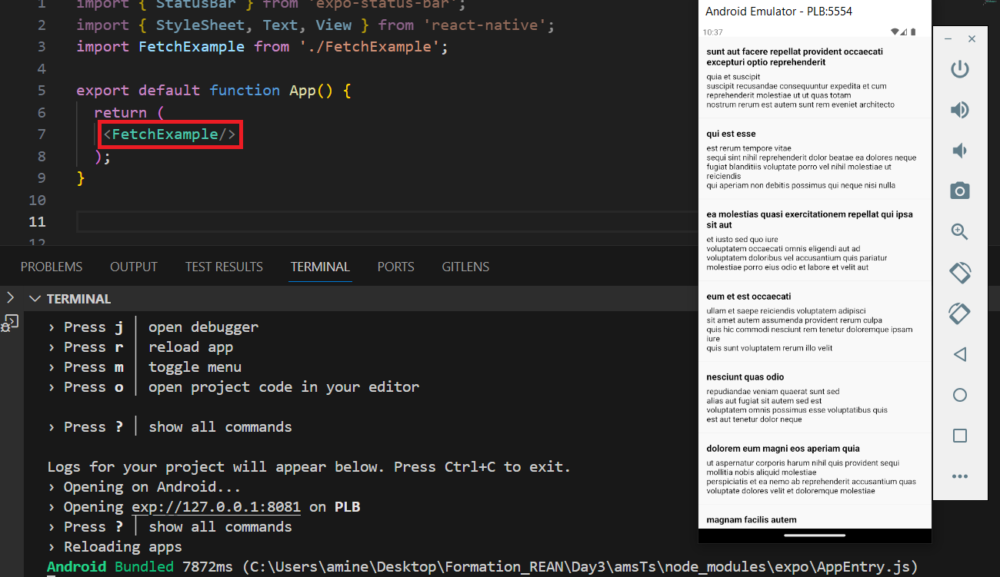 1 import { StatusBar } from 'expo-status-bar';
2 import { StyleSheet, Text, View } from 'react-native';
3 import FetchExample from './FetchExample';
4
5 export default function App() {
6 return (
7 <FetchExample/>
8 );
9 }
10
11
12
PROBLEMS OUTPUT TEST RESULTS TERMINAL PORTS GITLENS
TERMINAL
› Press j │ open debugger
› Press r │ reload app
› Press m │ toggle menu
› Press o │ open project code in your editor
› Press ? │ show all commands
Logs for your project will appear below. Press Ctrl+C to exit.
› Opening on Android...
› Opening exp://127.0.0.1:8081 on PLB
› Press ? │ show all commands
› Reloading apps
Android Bundled 7872ms (C:\Users\amine\Desktop\Formation_REAN\Day3\amsTs\node_modules\expo\AppEntry.js)
Android Emulator - PLB:5554
10:37
sunt aut facere repellat provident occaecati
excepturi optio reprehenderit
quia et suscipit
suscipit recusandae consequuntur expedita et cum
reprehenderit molestiae ut ut quas totam
nostrum rerum est autem sunt rem eveniet architecto
qui est esse
est rerum tempore vitae
sequi sint nihil reprehenderit dolor beatae ea dolores neque
fugiat blanditiis voluptate porro vel nihil molestiae ut
reiciendis
qui aperiam non debitis possimus qui neque nisi nulla
ea molestias quasi exercitationem repellat qui ipsa
sit aut
et iusto sed quo iure
voluptatem occaecati omnis eligendi aut ad
voluptatem doloribus vel accusantium quis pariatur
molestiae porro eius odio et labore et velit aut
eum et est occaecati
ullam et saepe reiciendis voluptatem adipisci
sit amet autem assumenda provident rerum culpa
quis hic commodi nesciunt rem tenetur doloremque ipsam
iure
quis sunt voluptatem rerum illo velit
nesciunt quas odio
repudiandae veniam quaerat sunt sed
alias aut fugiat sit autem sed est
voluptatem omnis possimus esse voluptatibus quis
est aut tenetur dolor neque
dolorem eum magni eos aperiam quia
ut aspernatur corporis harum nihil quis provident sequi
mollitia nobis aliquid molestiae
perspiciatis et ea nemo ab reprehenderit accusantium quas
voluptate dolores velit et doloremque molestiae
magnam facilis autem